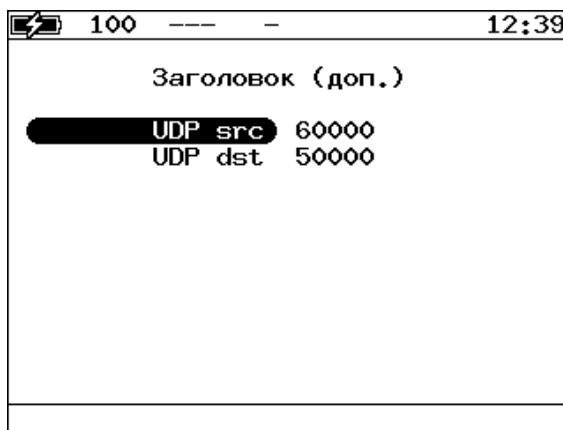 100 --- - 12:39
Заголовок (доп.)
UDP src 60000
UDP dst 50000